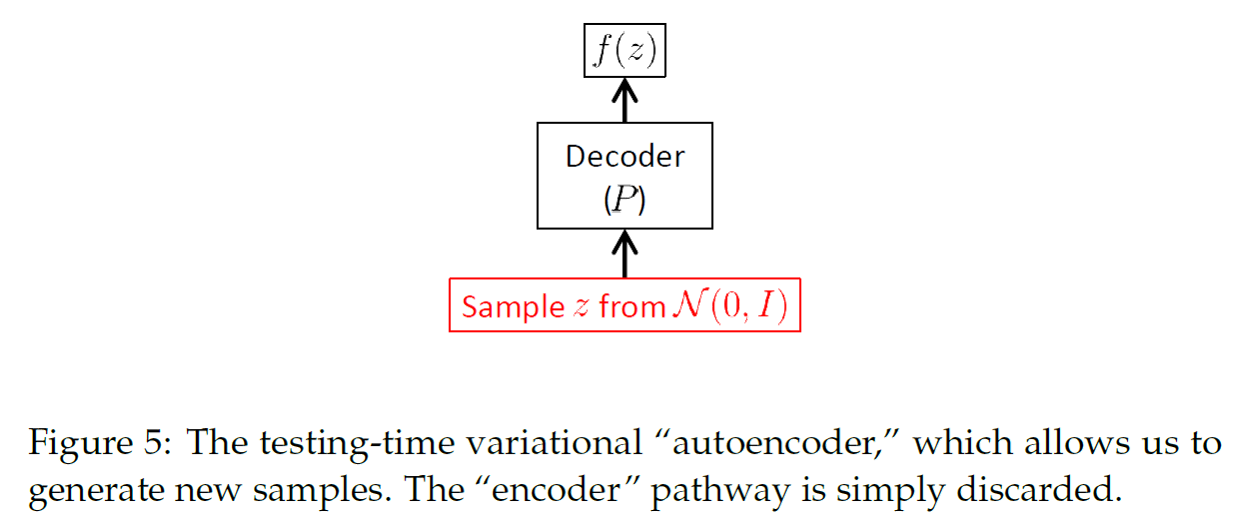 f(z)
Decoder
(P)
Sample z from 𝒩(0, I)
Figure 5: The testing-time variational “autoencoder,” which allows us to
generate new samples. The “encoder” pathway is simply discarded.